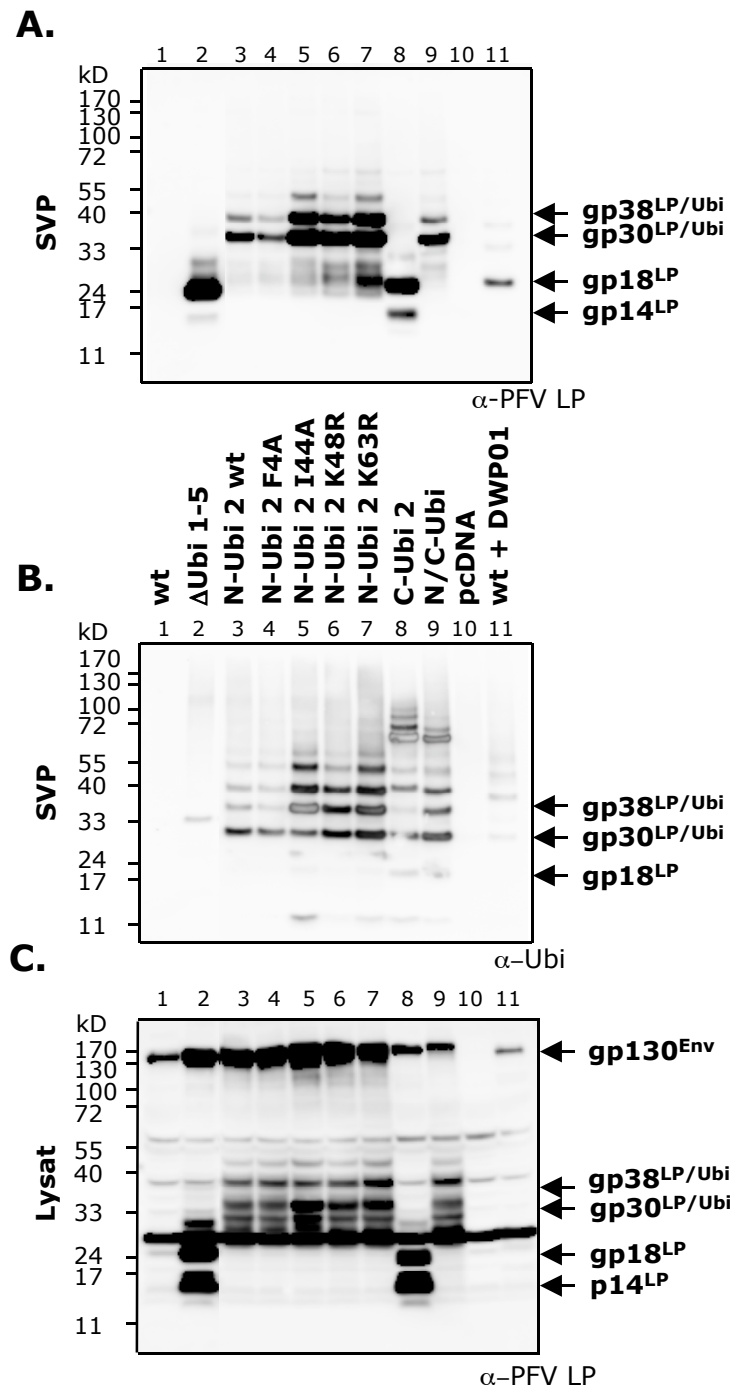 A.
1 2 3 4 5 6 7 8 9 10 11
kD
170
130
100
72
55
40
33
24
17
11
SVP
gp38LP/Ubi
gp30LP/Ubi
gp18LP
gp14LP
α-PFV LP
wt
ΔUbi 1-5
N-Ubi 2 wt
N-Ubi 2 F4A
N-Ubi 2 I44A
N-Ubi 2 K48R
N-Ubi 2 K63R
C-Ubi 2
N/C-Ubi
pcDNA
wt + DWP01
B.
1 2 3 4 5 6 7 8 9 10 11
kD
170
130
100
72
55
40
33
24
17
11
SVP
gp38LP/Ubi
gp30LP/Ubi
gp18LP
α–Ubi
C.
1 2 3 4 5 6 7 8 9 10 11
kD
170
130
100
72
55
40
33
24
17
11
Lysat
gp130Env
gp38LP/Ubi
gp30LP/Ubi
gp18LP
p14LP
α–PFV LP